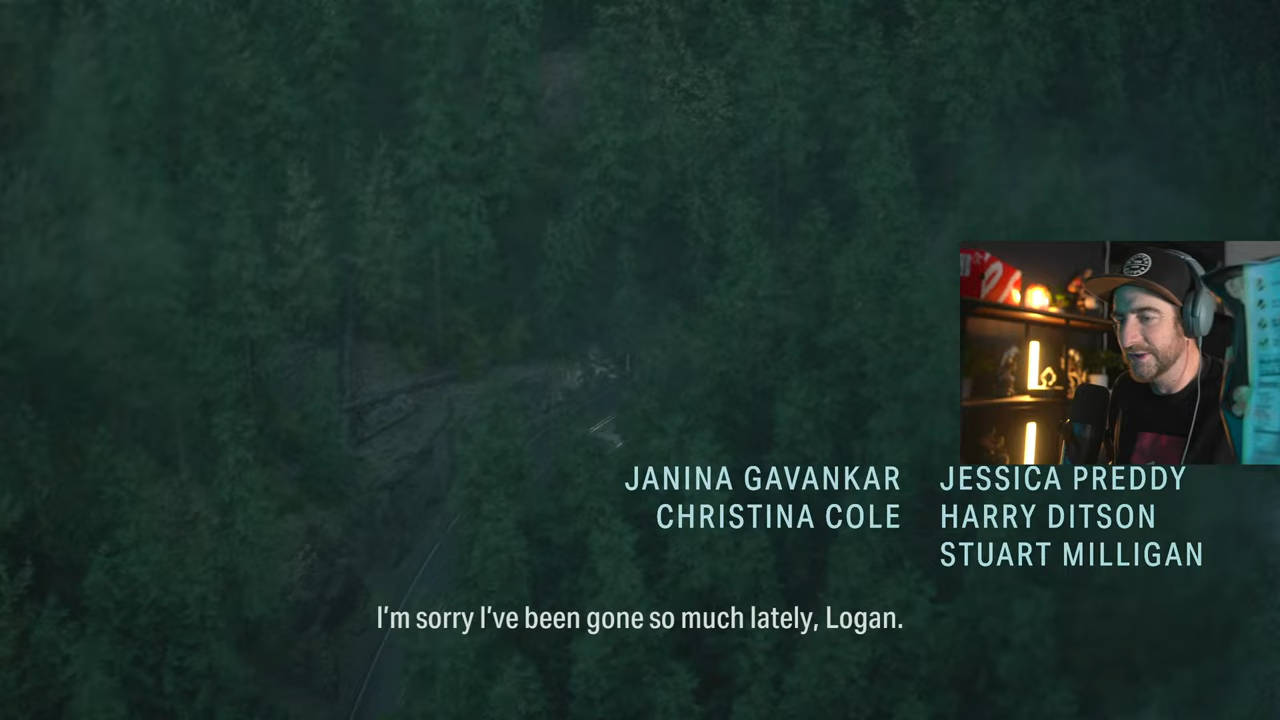 JANINA GAVANKAR
CHRISTINA COLE
JESSICA PREDDY
HARRY DITSON
STUART MILLIGAN
I'm sorry I've been gone so much lately, Logan.